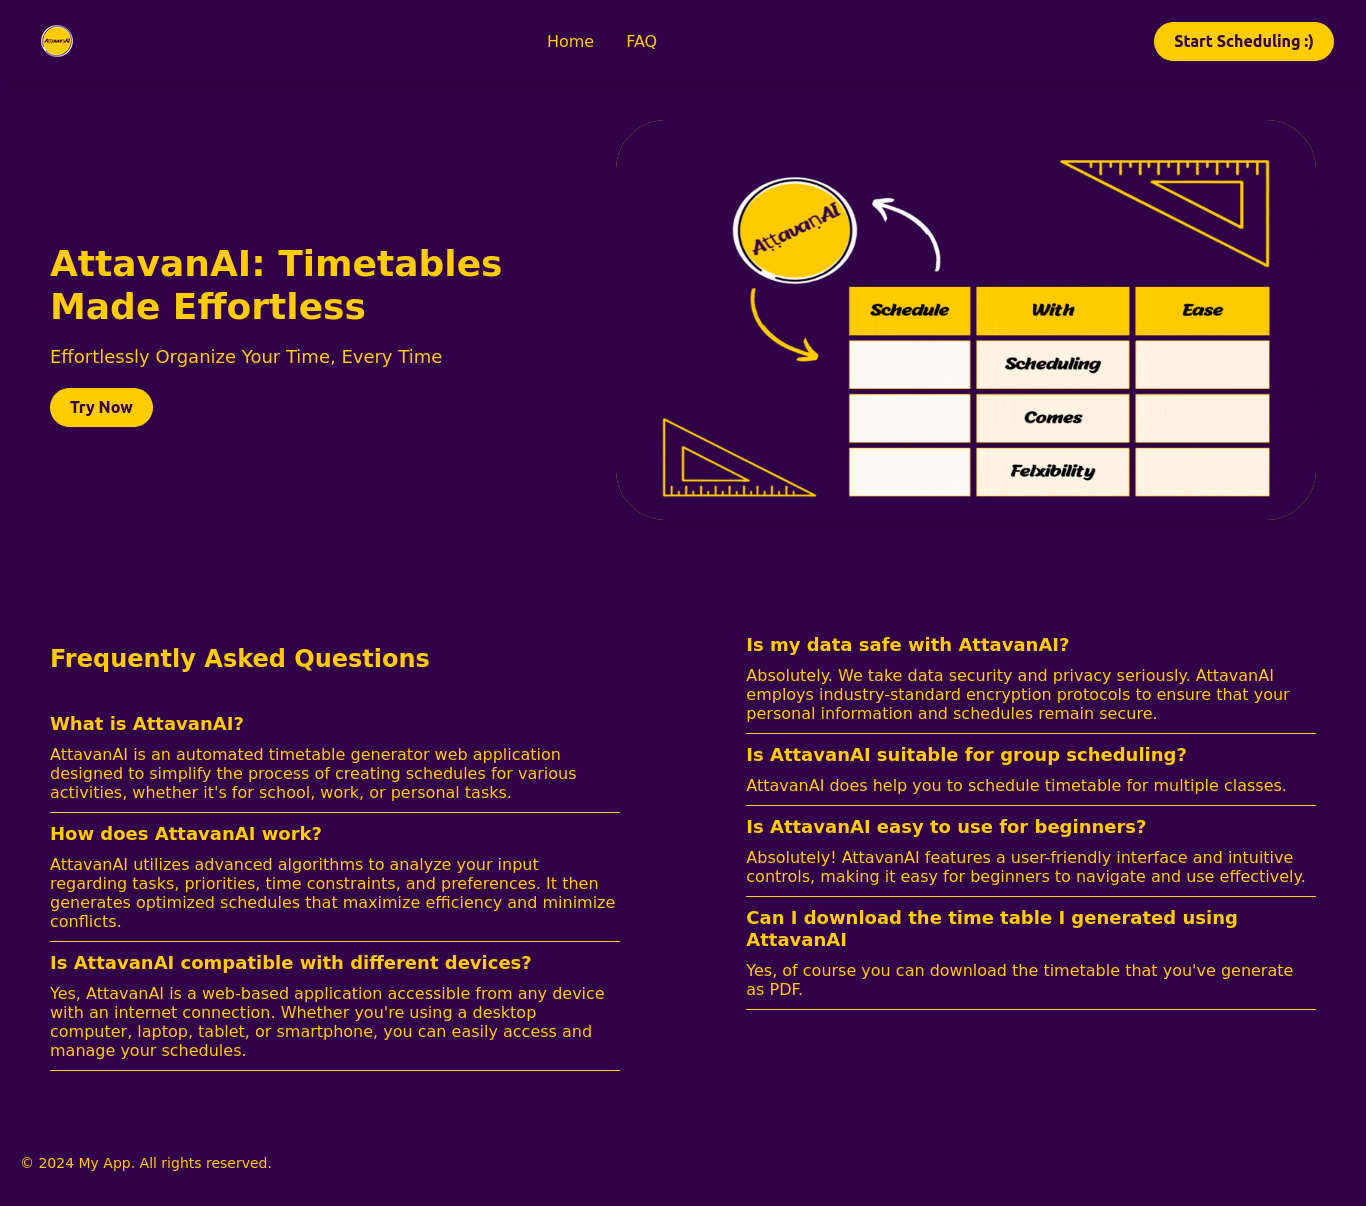 AttavanAI
Home
FAQ
Start Scheduling :)
AttavanAI: Timetables
Made Effortless
Effortlessly Organize Your Time, Every Time
Try Now
AṭṭavaṇAI
Schedule
With
Ease
Scheduling
Comes
Felxibility
Frequently Asked Questions
What is AttavanAI?
AttavanAI is an automated timetable generator web application
designed to simplify the process of creating schedules for various
activities, whether it's for school, work, or personal tasks.
How does AttavanAI work?
AttavanAI utilizes advanced algorithms to analyze your input
regarding tasks, priorities, time constraints, and preferences. It then
generates optimized schedules that maximize efficiency and minimize
conflicts.
Is AttavanAI compatible with different devices?
Yes, AttavanAI is a web-based application accessible from any device
with an internet connection. Whether you're using a desktop
computer, laptop, tablet, or smartphone, you can easily access and
manage your schedules.
Is my data safe with AttavanAI?
Absolutely. We take data security and privacy seriously. AttavanAI
employs industry-standard encryption protocols to ensure that your
personal information and schedules remain secure.
Is AttavanAI suitable for group scheduling?
AttavanAI does help you to schedule timetable for multiple classes.
Is AttavanAI easy to use for beginners?
Absolutely! AttavanAI features a user-friendly interface and intuitive
controls, making it easy for beginners to navigate and use effectively.
Can I download the time table I generated using
AttavanAI
Yes, of course you can download the timetable that you've generate
as PDF.
© 2024 My App. All rights reserved.